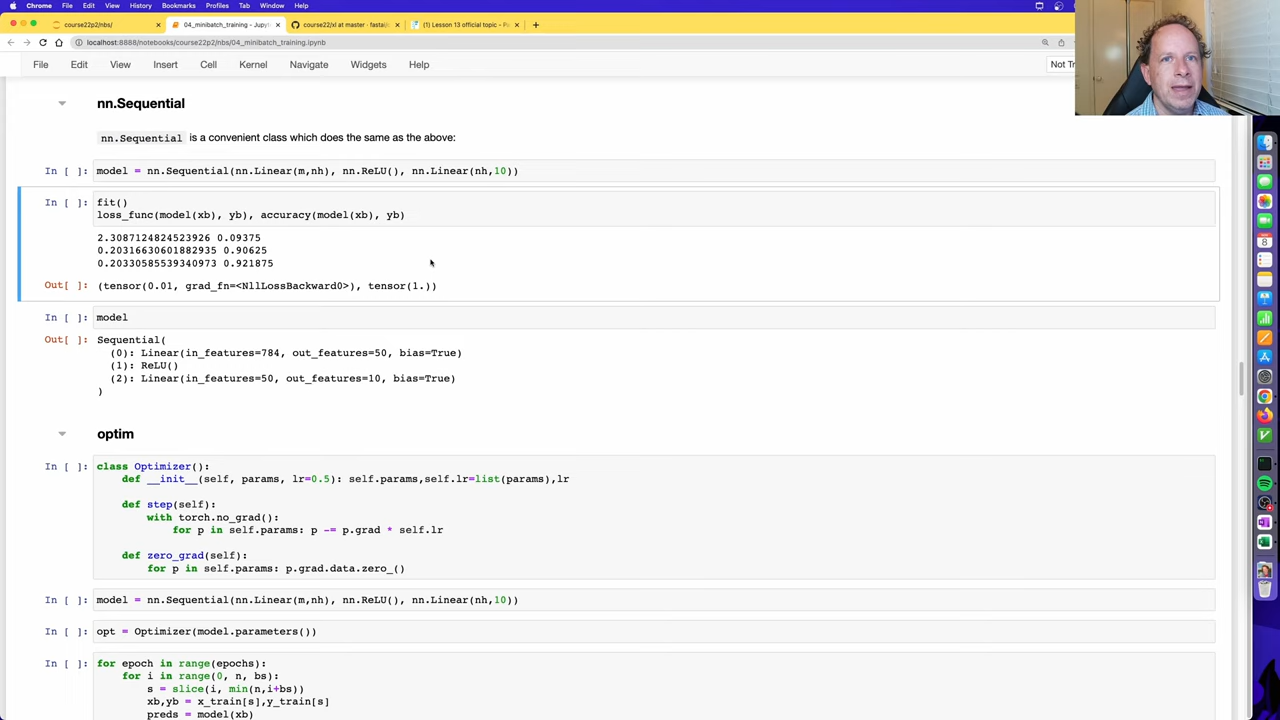 Chrome File Edit View History Bookmarks Profiles Tab Window Help
course22p2/nbs/
04_minibatch_training - Jupyt
course22/xl at master · fastai
(1) Lesson 13 official topic -
localhost:8888/notebooks/course22p2/nbs/04_minibatch_training.ipynb
File Edit View Insert Cell Kernel Navigate Widgets Help
Not Tr
nn.Sequential
nn.Sequential is a convenient class which does the same as the above:
In [ ]: model = nn.Sequential(nn.Linear(m,nh), nn.ReLU(), nn.Linear(nh,10))
In [ ]: fit()
loss_func(model(xb), yb), accuracy(model(xb), yb)
2.3087124824523926 0.09375
0.20316630601882935 0.90625
0.20330585539340973 0.921875
Out[ ]: (tensor(0.01, grad_fn=<NllLossBackward0>), tensor(1.))
In [ ]: model
Out[ ]: Sequential(
(0): Linear(in_features=784, out_features=50, bias=True)
(1): ReLU()
(2): Linear(in_features=50, out_features=10, bias=True)
)
optim
In [ ]: class Optimizer():
def __init__(self, params, lr=0.5): self.params,self.lr=list(params),lr
def step(self):
with torch.no_grad():
for p in self.params: p -= p.grad * self.lr
def zero_grad(self):
for p in self.params: p.grad.data.zero_()
In [ ]: model = nn.Sequential(nn.Linear(m,nh), nn.ReLU(), nn.Linear(nh,10))
In [ ]: opt = Optimizer(model.parameters())
In [ ]: for epoch in range(epochs):
for i in range(0, n, bs):
s = slice(i, min(n,i+bs))
xb,yb = x_train[s],y_train[s]
preds = model(xb)